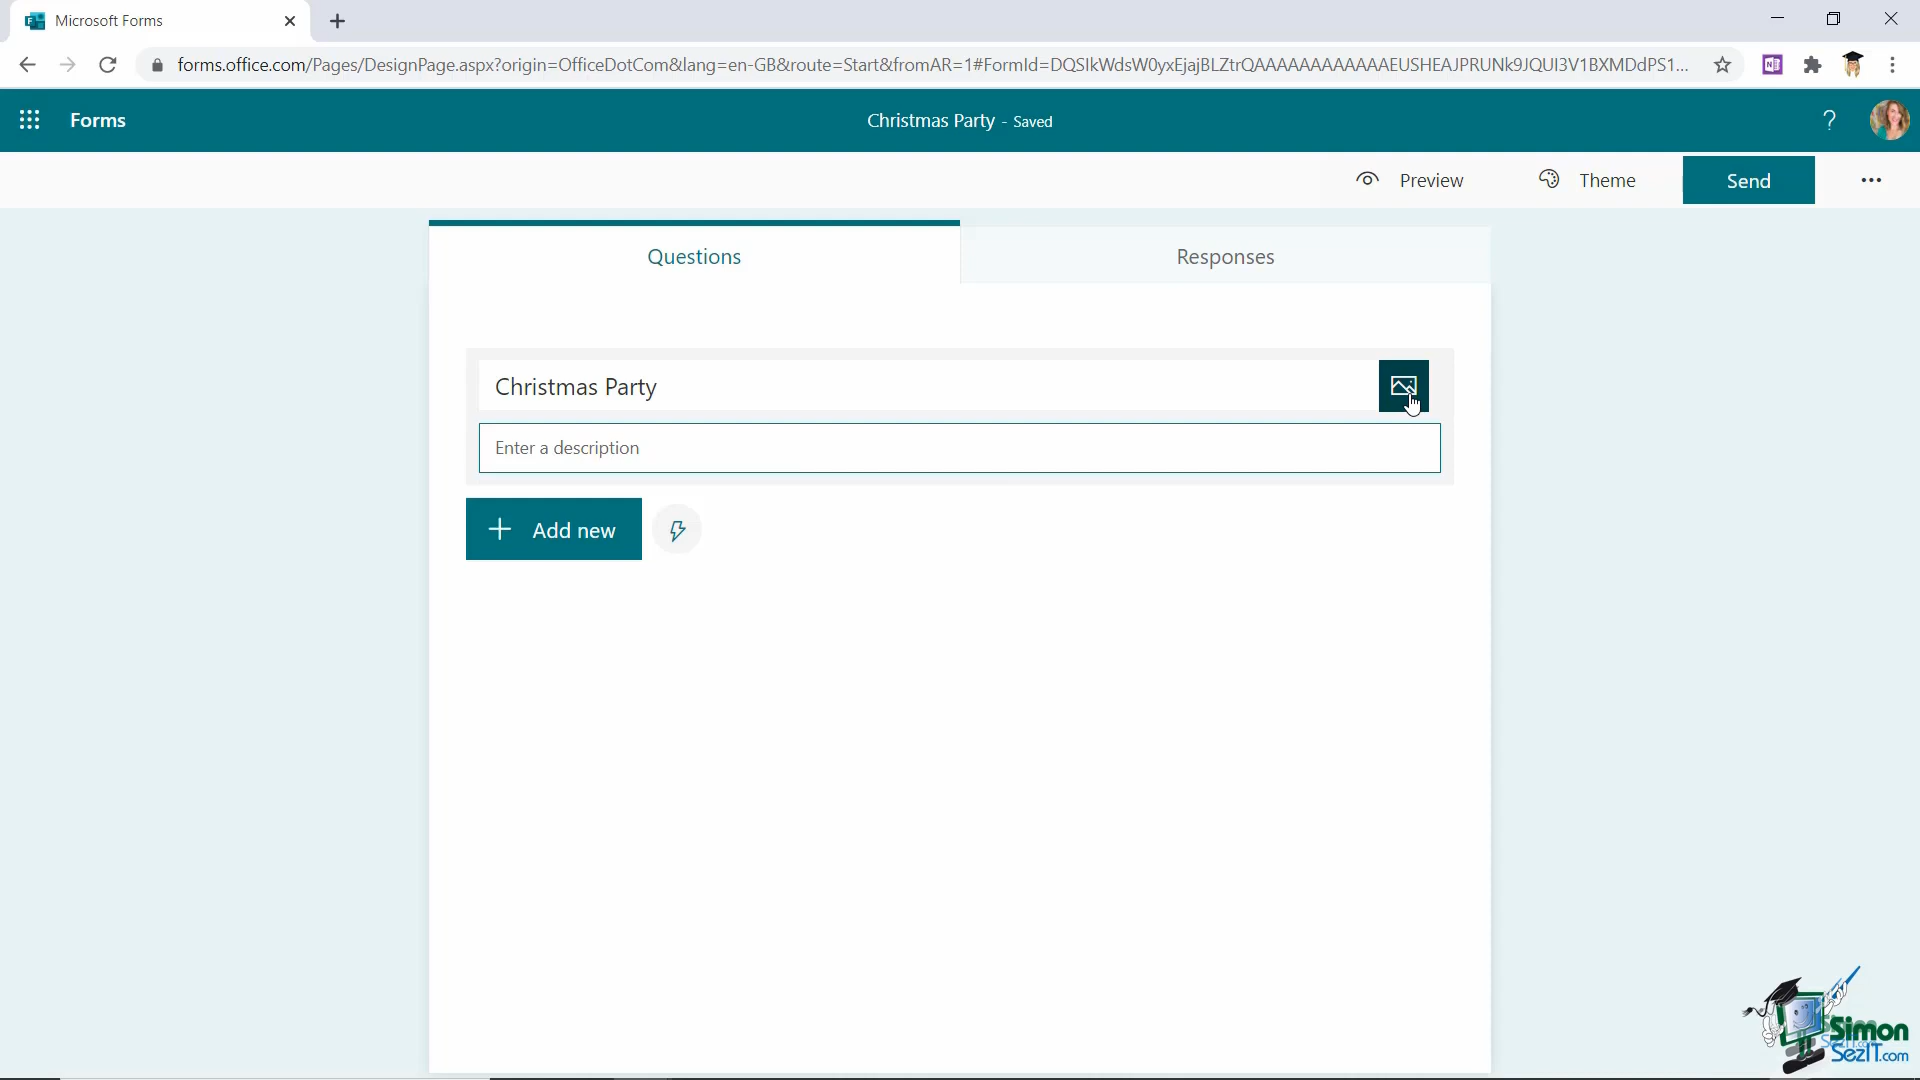 Microsoft Forms
forms.office.com/Pages/DesignPage.aspx?origin=OfficeDotCom&lang=en-GB&route=Start&fromAR=1#FormId=DQSIkWdsW0yxEjajBLZtrQAAAAAAAAAAAAEUSHEAJPRUNk9JQUI3V1BXMDdPS1...
Forms
Christmas Party - Saved
?
Preview
Theme
Send
Questions
Responses
Christmas Party
Enter a description
Add new
Simon
SezIT.com